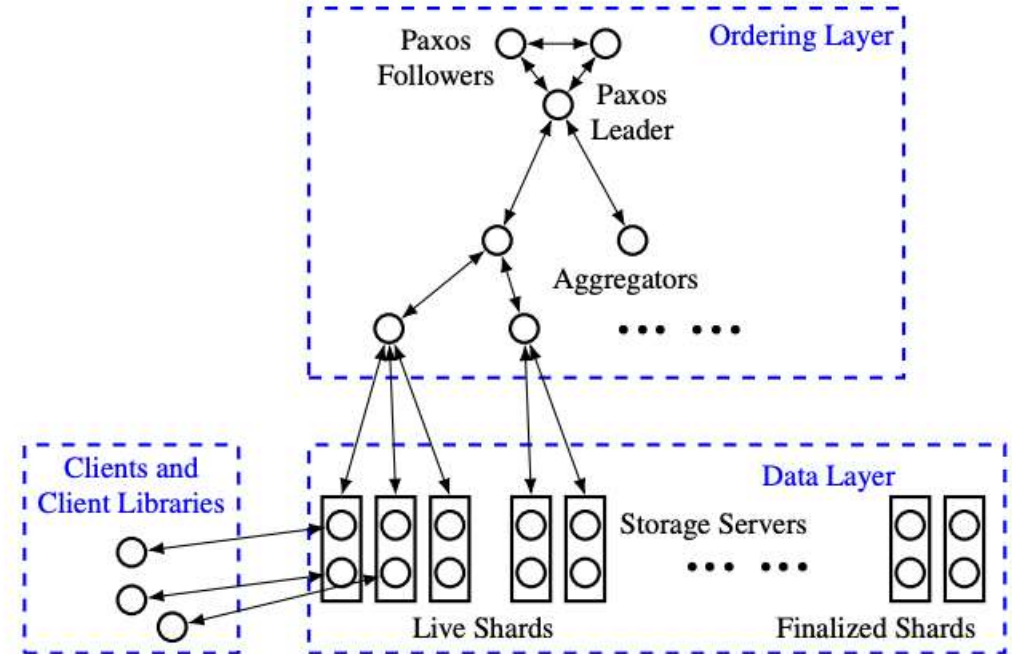 Ordering Layer
Paxos
Followers
Paxos
Leader
Aggregators
Clients and
Client Libraries
Data Layer
Storage Servers
Live Shards
Finalized Shards